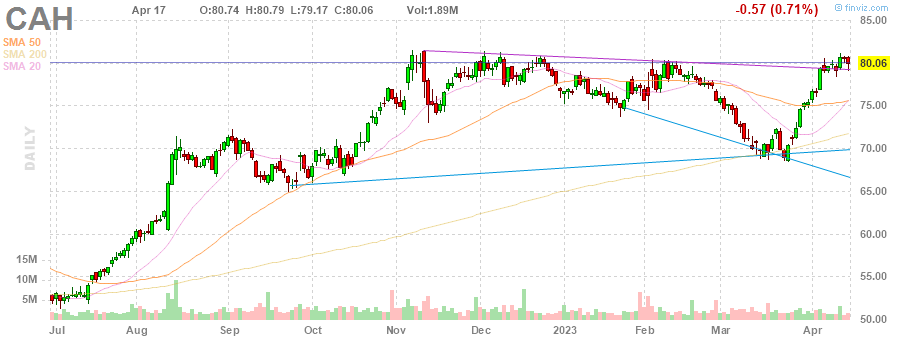 CAH Apr 17 O:80.74 H:80.79 L:79.17 C:80.06 Vol:1.89M -0.57 (0.71%) © finviz.com
85.00
SMA 50
SMA 200
SMA 20
80.06
75.00
DAILY
70.00
65.00
60.00
15M
10M
55.00
5M
50.00
Jul Aug Sep Oct Nov Dec 2023 Feb Mar Apr